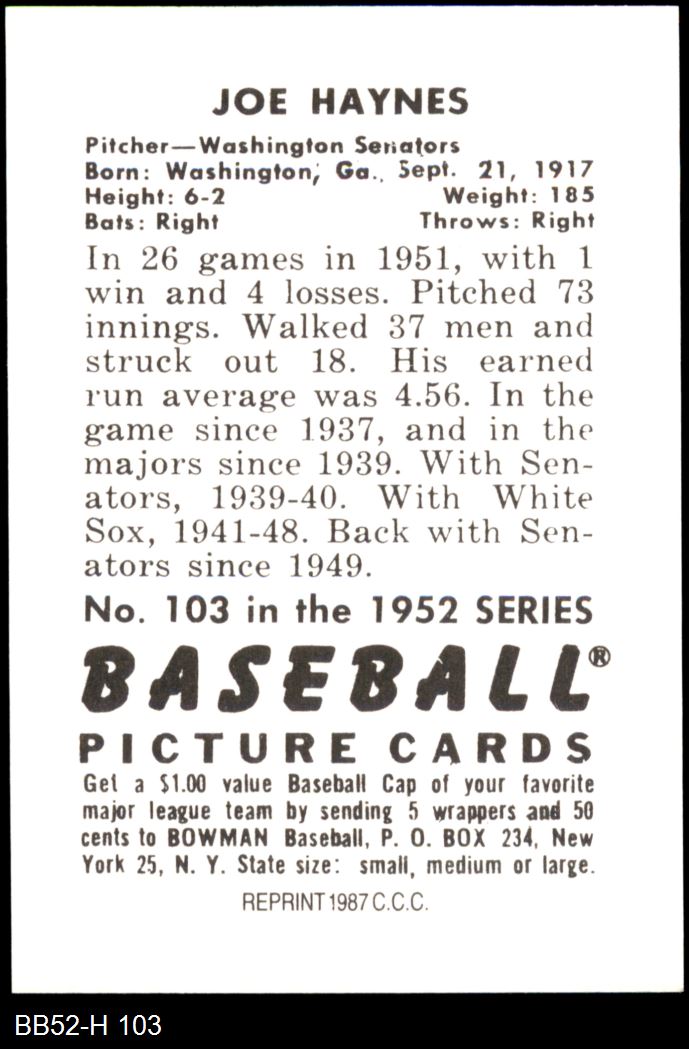 JOE HAYNES
Pitcher—Washington Senators
Born: Washington, Ga., Sept. 21, 1917
Height: 6-2 Weight: 185
Bats: Right Throws: Right
In 26 games in 1951, with 1
win and 4 losses. Pitched 73
innings. Walked 37 men and
struck out 18. His earned
run average was 4.56. In the
game since 1937, and in the
majors since 1939. With Sen-
ators, 1939-40. With White
Sox, 1941-48. Back with Sen-
ators since 1949.
No. 103 in the 1952 SERIES
BASEBALL®
PICTURE CARDS
Get a $1.00 value Baseball Cap of your favorite
major league team by sending 5 wrappers and 50
cents to BOWMAN Baseball, P. O. BOX 234, New
York 25, N. Y. State size: small, medium or large.
REPRINT 1987 C.C.C.
BB52-H 103